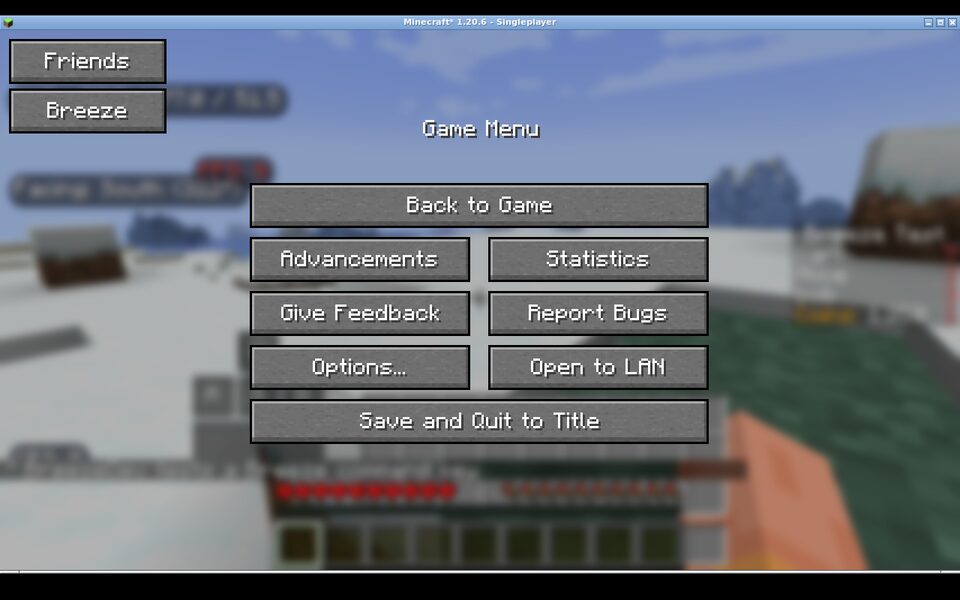 Minecraft* 1.20.6 - Singleplayer
Friends
Breeze
Game Menu
Back to Game
Advancements
Statistics
Give Feedback
Report Bugs
Options...
Open to LAN
Save and Quit to Title